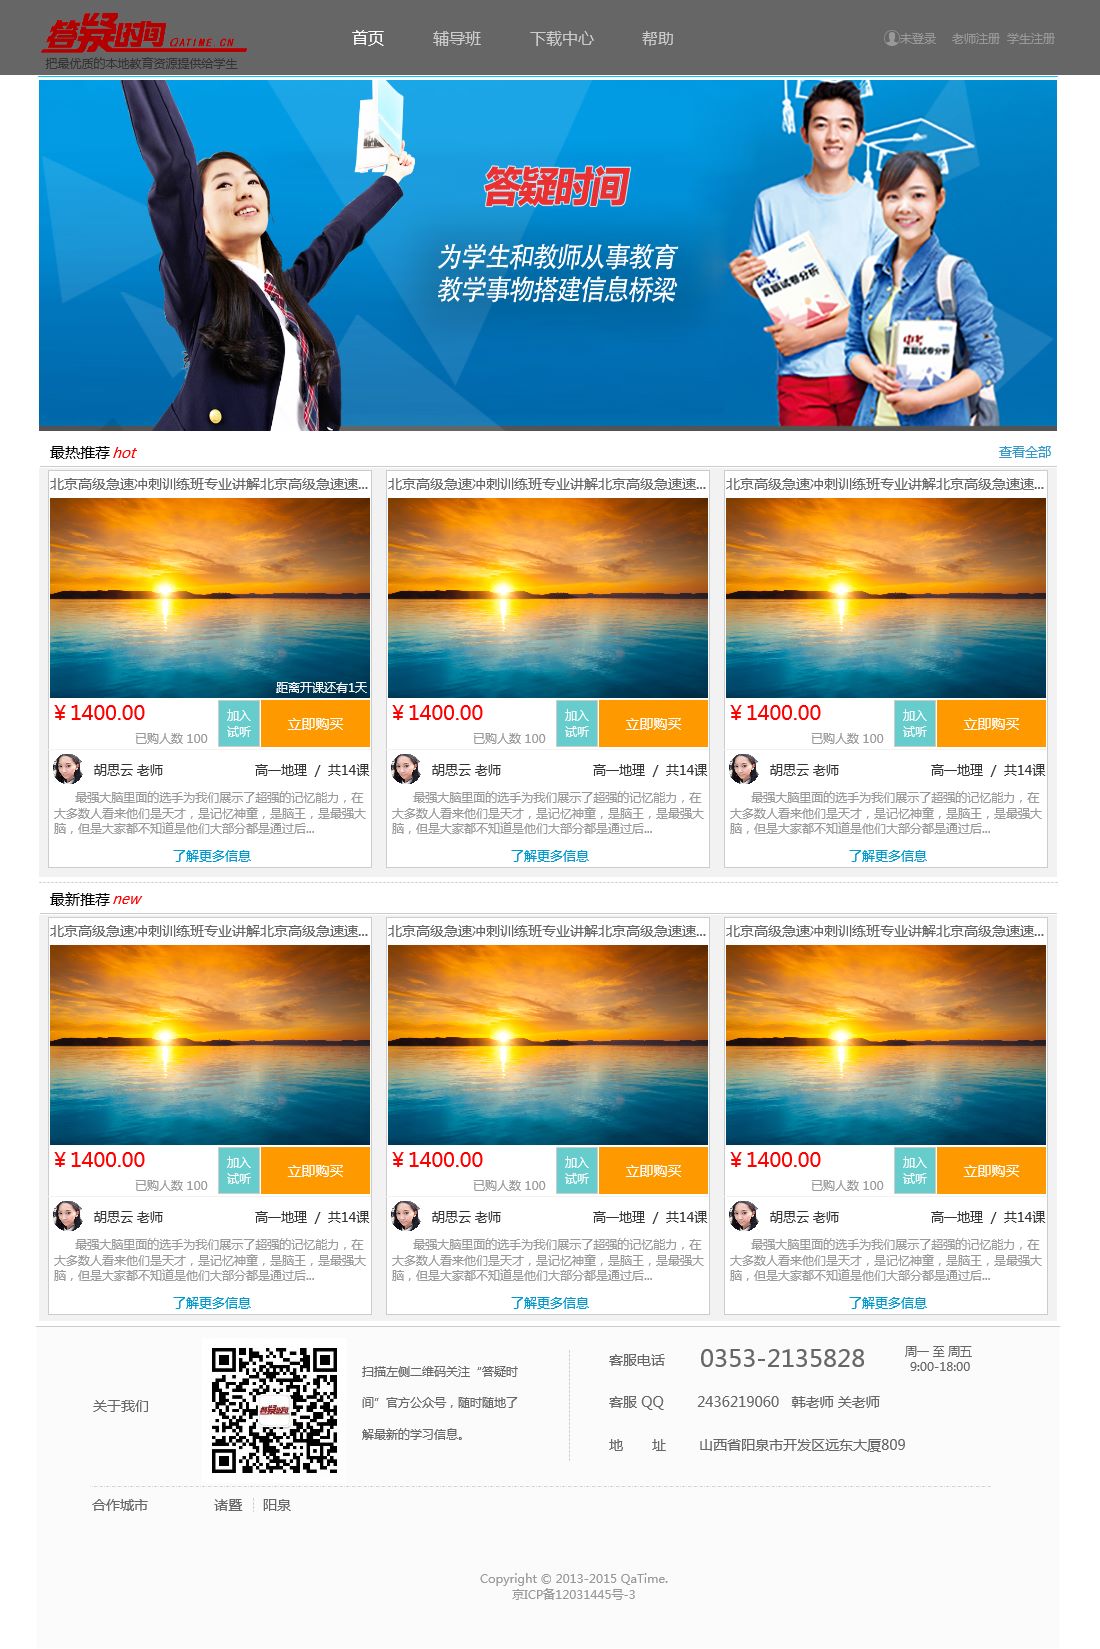 答疑时间 QATIME.CN
把最优质的本地教育资源提供给学生
首页 辅导班 下载中心 帮助
未登录 老师注册 学生注册
答疑时间
为学生和教师从事教育
教学事物搭建信息桥梁
真题试卷分析
中考
真题试卷分析
最热推荐 hot 查看全部
北京高级急速冲刺训练班专业讲解北京高级急速速...
距离开课还有1天
¥ 1400.00
已购人数 100
加入
试听
立即购买
胡思云 老师 高一地理 / 共14课
最强大脑里面的选手为我们展示了超强的记忆能力，在
大多数人看来他们是天才，是记忆神童，是脑王，是最强大
脑，但是大家都不知道是他们大部分都是通过后...
了解更多信息
北京高级急速冲刺训练班专业讲解北京高级急速速...
¥ 1400.00
已购人数 100
加入
试听
立即购买
胡思云 老师 高一地理 / 共14课
最强大脑里面的选手为我们展示了超强的记忆能力，在
大多数人看来他们是天才，是记忆神童，是脑王，是最强大
脑，但是大家都不知道是他们大部分都是通过后...
了解更多信息
北京高级急速冲刺训练班专业讲解北京高级急速速...
¥ 1400.00
已购人数 100
加入
试听
立即购买
胡思云 老师 高一地理 / 共14课
最强大脑里面的选手为我们展示了超强的记忆能力，在
大多数人看来他们是天才，是记忆神童，是脑王，是最强大
脑，但是大家都不知道是他们大部分都是通过后...
了解更多信息
最新推荐 new
北京高级急速冲刺训练班专业讲解北京高级急速速...
¥ 1400.00
已购人数 100
加入
试听
立即购买
胡思云 老师 高一地理 / 共14课
最强大脑里面的选手为我们展示了超强的记忆能力，在
大多数人看来他们是天才，是记忆神童，是脑王，是最强大
脑，但是大家都不知道是他们大部分都是通过后...
了解更多信息
北京高级急速冲刺训练班专业讲解北京高级急速速...
¥ 1400.00
已购人数 100
加入
试听
立即购买
胡思云 老师 高一地理 / 共14课
最强大脑里面的选手为我们展示了超强的记忆能力，在
大多数人看来他们是天才，是记忆神童，是脑王，是最强大
脑，但是大家都不知道是他们大部分都是通过后...
了解更多信息
北京高级急速冲刺训练班专业讲解北京高级急速速...
¥ 1400.00
已购人数 100
加入
试听
立即购买
胡思云 老师 高一地理 / 共14课
最强大脑里面的选手为我们展示了超强的记忆能力，在
大多数人看来他们是天才，是记忆神童，是脑王，是最强大
脑，但是大家都不知道是他们大部分都是通过后...
了解更多信息
关于我们
答疑时间
扫描左侧二维码关注“答疑时
间”官方公众号，随时随地了
解最新的学习信息。
客服电话 0353-2135828
周一 至 周五
9:00-18:00
客服 QQ 2436219060 韩老师 关老师
地 址 山西省阳泉市开发区远东大厦809
合作城市 诸暨 阳泉
Copyright © 2013-2015 QaTime.
京ICP备12031445号-3